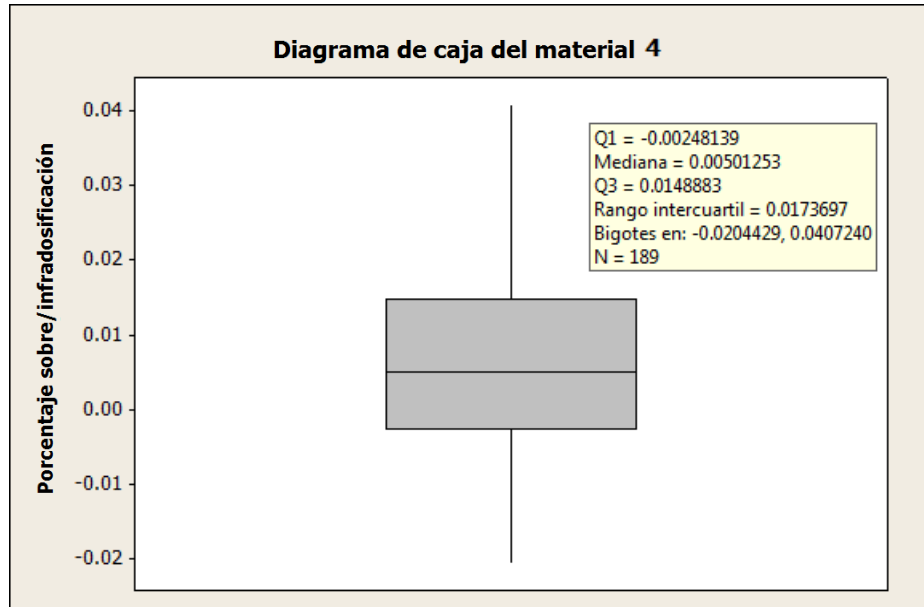 Diagrama de caja del material 4
Porcentaje sobre/infradosificación
0.04
0.03
0.02
0.01
0.00
-0.01
-0.02
Q1 = -0.00248139
Mediana = 0.00501253
Q3 = 0.0148883
Rango intercuartil = 0.0173697
Bigotes en: -0.0204429, 0.0407240
N = 189